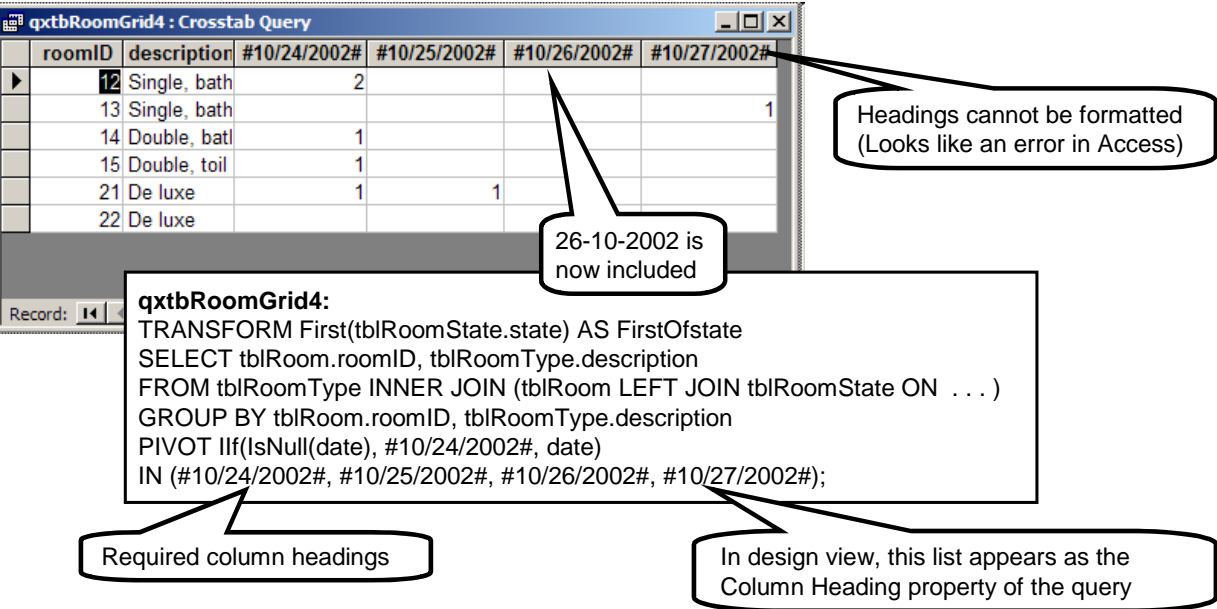 qxtbRoomGrid4 : Crosstab Query
roomID description #10/24/2002# #10/25/2002# #10/26/2002# #10/27/2002#
12 Single, bath 2
13 Single, bath 1
14 Double, batl 1
15 Double, toil 1
21 De luxe 1 1
22 De luxe
Record:
Headings cannot be formatted
(Looks like an error in Access)
26-10-2002 is
now included
qxtbRoomGrid4:
TRANSFORM First(tblRoomState.state) AS FirstOfstate
SELECT tblRoom.roomID, tblRoomType.description
FROM tblRoomType INNER JOIN (tblRoom LEFT JOIN tblRoomState ON . . . )
GROUP BY tblRoom.roomID, tblRoomType.description
PIVOT IIf(IsNull(date), #10/24/2002#, date)
IN (#10/24/2002#, #10/25/2002#, #10/26/2002#, #10/27/2002#);
Required column headings
In design view, this list appears as the
Column Heading property of the query